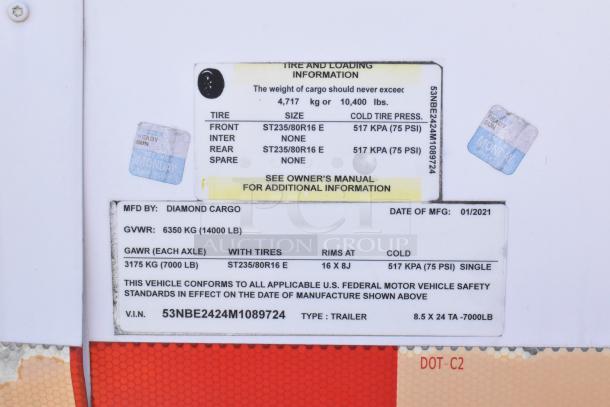 TIRE AND LOADING
INFORMATION
The weight of cargo should never exceed
4,717 kg or 10,400 lbs.
TIRE SIZE COLD TIRE PRESS.
FRONT ST235/80R16 E 517 KPA (75 PSI)
INTER NONE
REAR ST235/80R16 E 517 KPA (75 PSI)
SPARE NONE
SEE OWNER'S MANUAL
FOR ADDITIONAL INFORMATION
53NBE2424M1089724
MFD BY: DIAMOND CARGO DATE OF MFG: 01/2021
GVWR: 6350 KG (14000 LB)
GAWR (EACH AXLE) WITH TIRES RIMS AT COLD
3175 KG (7000 LB) ST235/80R16 E 16 X 8J 517 KPA (75 PSI) SINGLE
THIS VEHICLE CONFORMS TO ALL APPLICABLE U.S. FEDERAL MOTOR VEHICLE SAFETY
STANDARDS IN EFFECT ON THE DATE OF MANUFACTURE SHOWN ABOVE
V.I.N. 53NBE2424M1089724 TYPE : TRAILER 8.5 X 24 TA -7000LB
pci
AUCTION GROUP
DOT-C2